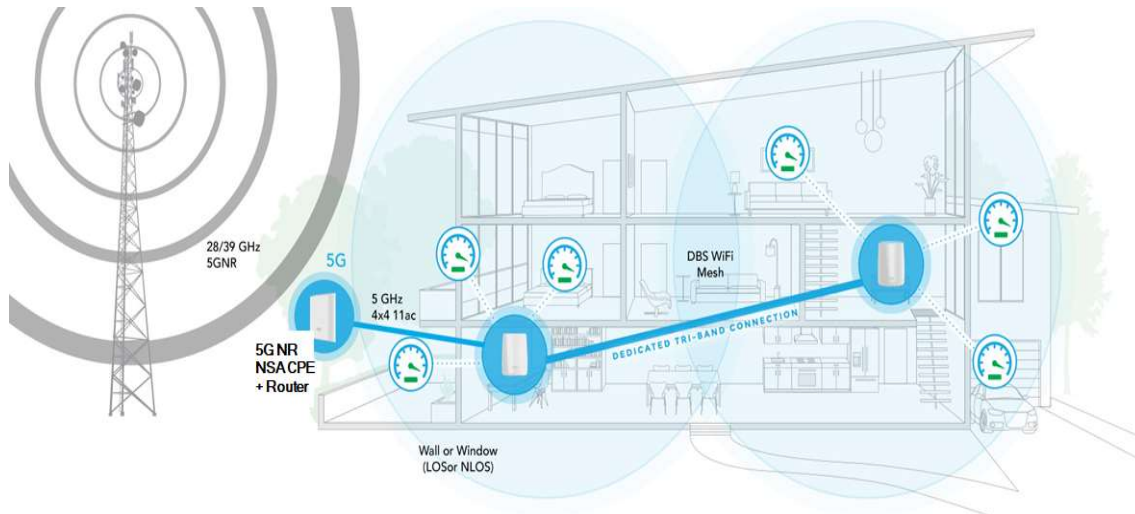 28/39 GHz
5GNR
5G
5 GHz
4x4 11ac
5G NR
NSA CPE
+ Router
DBS WiFi
Mesh
DEDICATED TRI-BAND CONNECTION
Wall or Window
(LOSor NLOS)